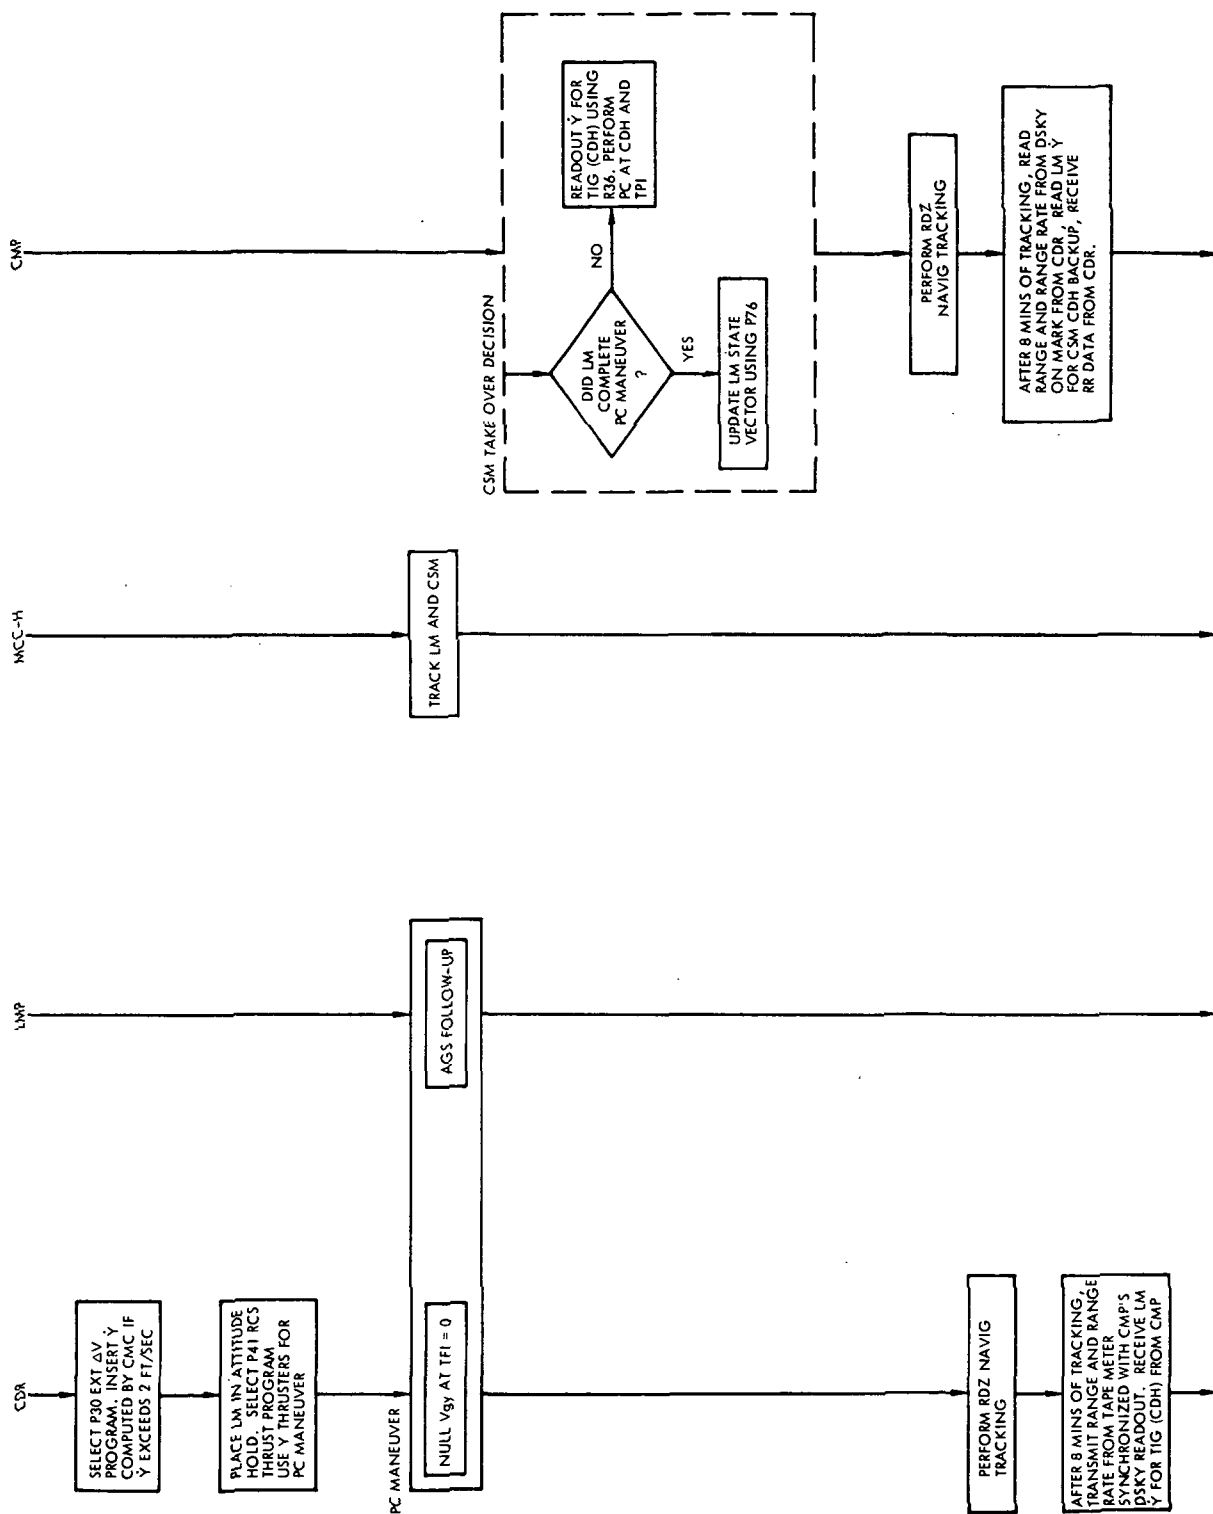 CDR
SELECT P30 EXT ΔV
PROGRAM. INSERT Ẏ
COMPUTED BY CMC IF
Ẏ EXCEEDS 2 FT/SEC
PLACE LM IN ATTITUDE
HOLD. SELECT P41 RCS
THRUST PROGRAM
USE Y THRUSTERS FOR
PC MANEUVER
PC MANEUVER
NULL Vgy AT TFI = 0
PERFORM RDZ NAVIG
TRACKING
AFTER 8 MINS OF TRACKING,
TRANSMIT RANGE AND RANGE
RATE FROM TAPE METER
SYNCHRONIZED WITH CMP'S
DSKY READOUT. RECEIVE LM
Ẏ FOR TIG (CDH) FROM CMP
LMP
AGS FOLLOW-UP
MCC-H
TRACK LM AND CSM
CMP
CSM TAKE OVER DECISION
DID LM
COMPLETE
PC MANEUVER
?
NO
READOUT Ẏ FOR
TIG (CDH) USING
R36. PERFORM
PC AT CDH AND
TPI
YES
UPDATE LM STATE
VECTOR USING P76
PERFORM RDZ
NAVIG TRACKING
AFTER 8 MINS OF TRACKING, READ
RANGE AND RANGE RATE FROM DSKY
ON MARK FROM CDR, READ LM Ẏ
FOR CSM CDH BACKUP, RECEIVE
RR DATA FROM CDR.